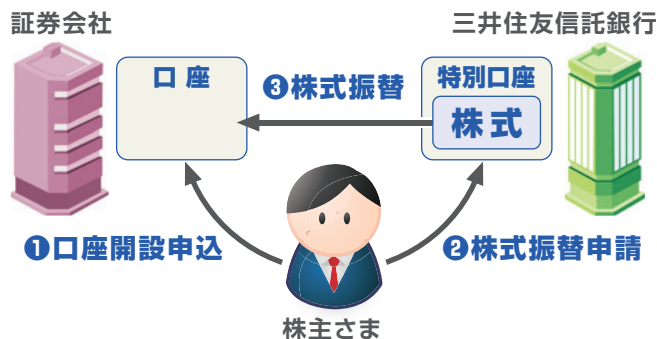 証券会社
三井住友信託銀行
口座
❸株式振替
特別口座
株式
❶口座開設申込
❷株式振替申請
株主さま